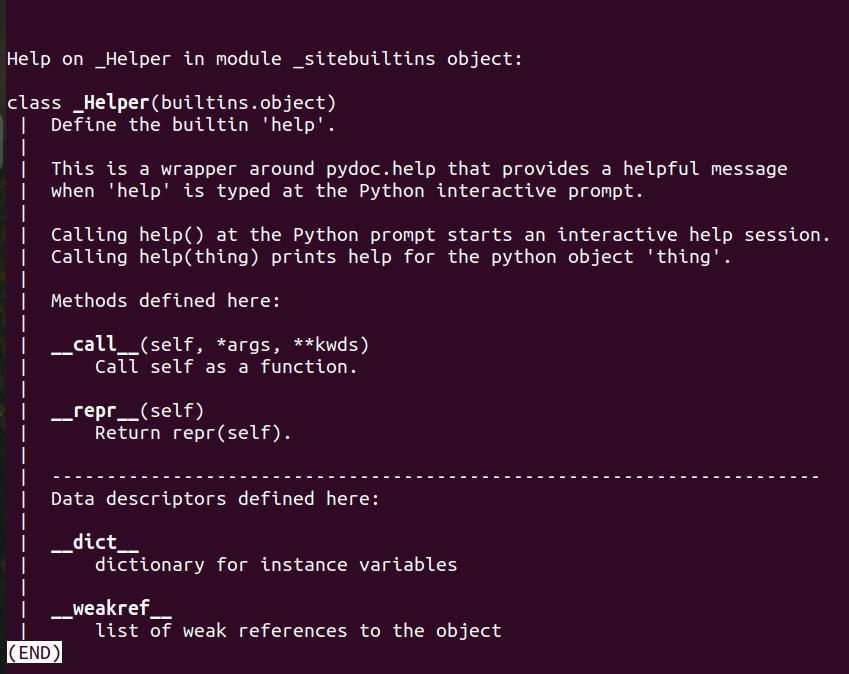 Help on _Helper in module _sitebuiltins object:
class _Helper(builtins.object)
 |  Define the builtin 'help'.
 |
 |  This is a wrapper around pydoc.help that provides a helpful message
 |  when 'help' is typed at the Python interactive prompt.
 |
 |  Calling help() at the Python prompt starts an interactive help session.
 |  Calling help(thing) prints help for the python object 'thing'.
 |
 |  Methods defined here:
 |
 |  __call__(self, *args, **kwds)
 |      Call self as a function.
 |
 |  __repr__(self)
 |      Return repr(self).
 |
 |  ----------------------------------------------------------------------
 |  Data descriptors defined here:
 |
 |  __dict__
 |      dictionary for instance variables
 |
 |  __weakref__
 |      list of weak references to the object
(END)